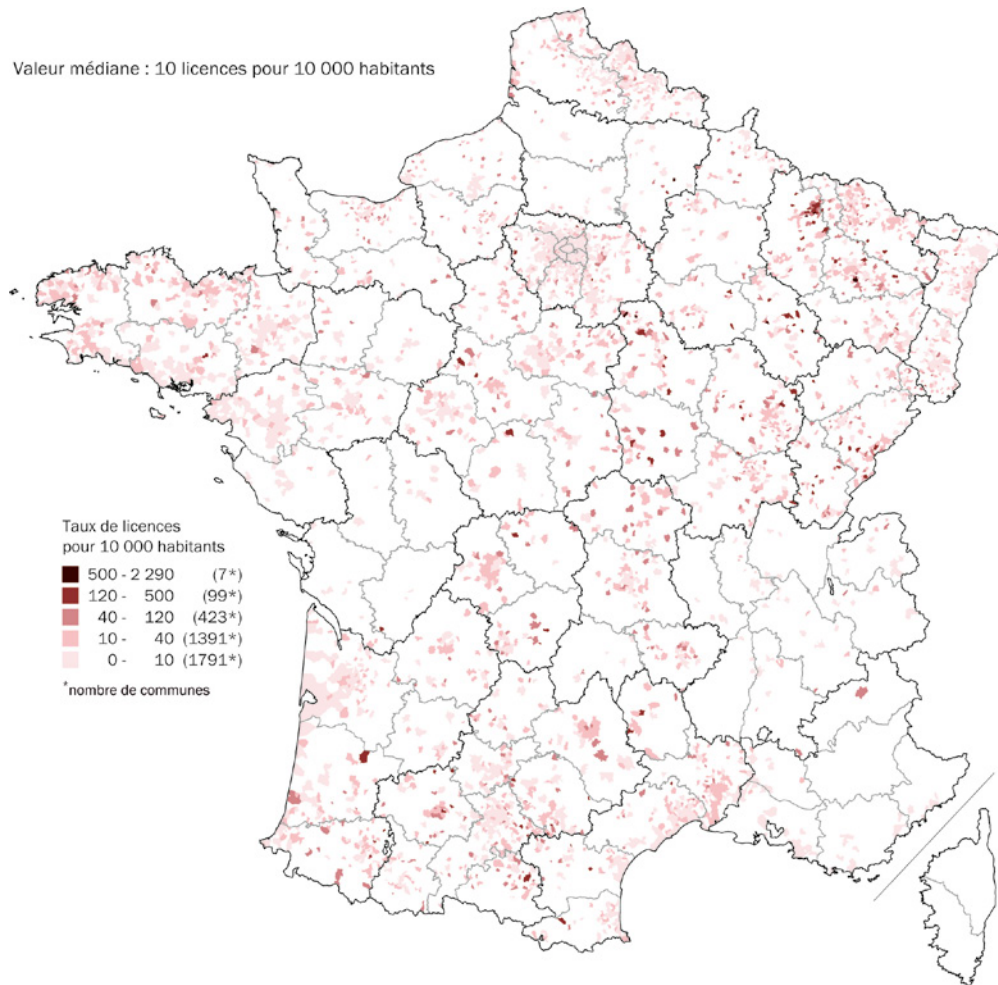 Valeur médiane : 10 licences pour 10 000 habitants
Taux de licences
pour 10 000 habitants
500 - 2 290 (7*)
120 - 500 (99*)
40 - 120 (423*)
10 - 40 (1391*)
0 - 10 (1791*)
*nombre de communes